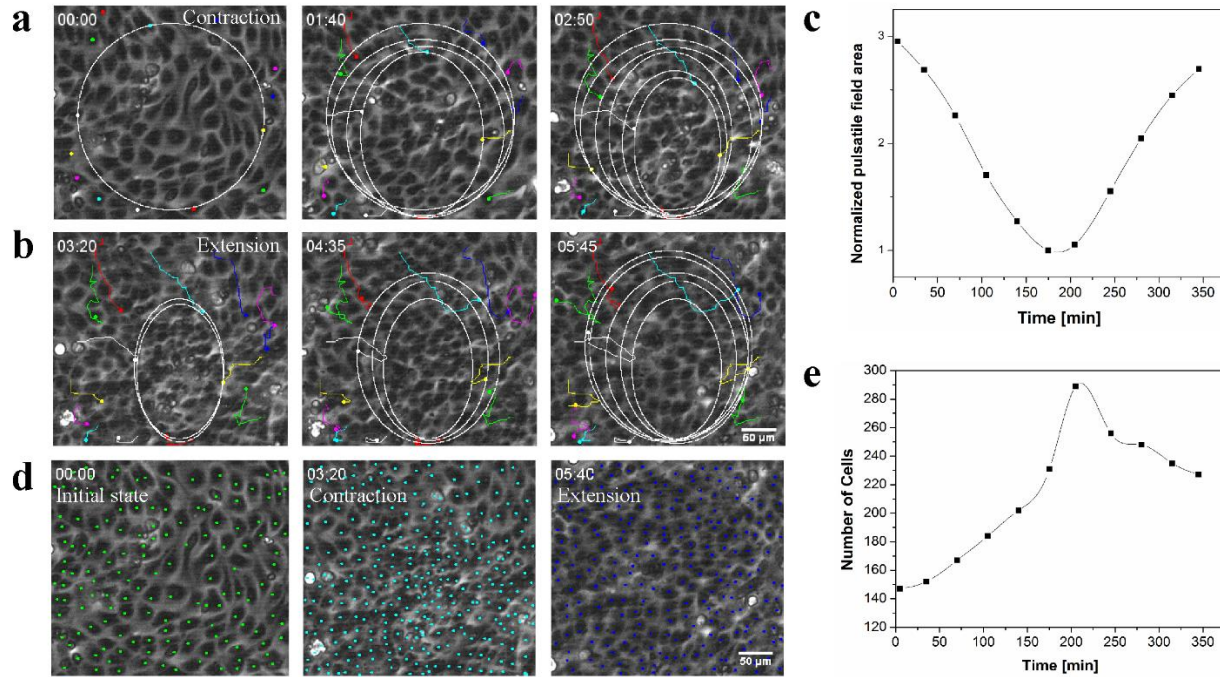 a
00:00
Contraction
01:40
02:50
b
03:20
Extension
04:35
05:45
50 µm
d
00:00
Initial state
03:20
Contraction
05:40
Extension
50 µm
c
Normalized pulsatile field area
3
2
1
0 50 100 150 200 250 300 350
Time [min]
e
Number of Cells
300
280
260
240
220
200
180
160
140
120
0 50 100 150 200 250 300 350
Time [min]